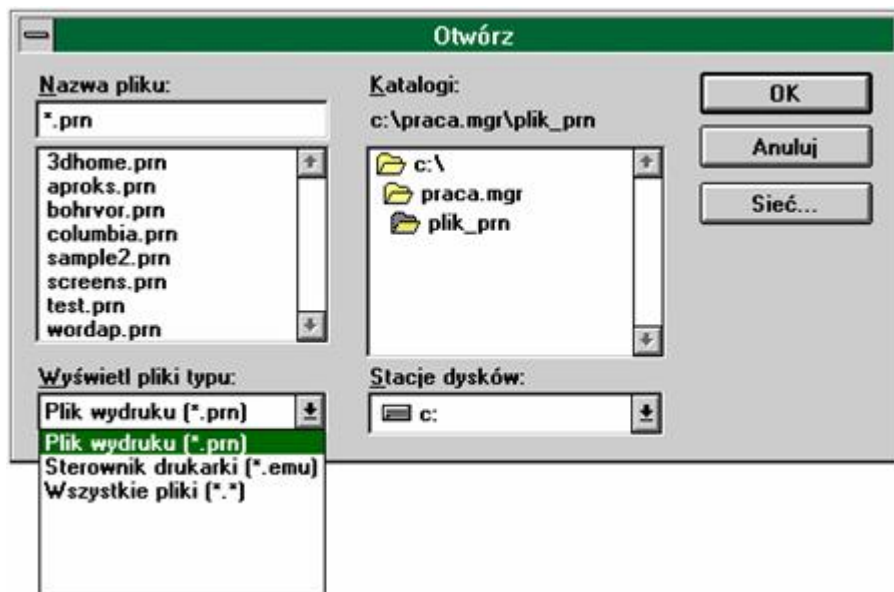 Otwórz
Nazwa pliku:
*.prn
3dhome.prn
aproks.prn
bohrvor.prn
columbia.prn
sample2.prn
screens.prn
test.prn
wordap.prn
Wyświetl pliki typu:
Plik wydruku (*.prn)
Plik wydruku (*.prn)
Sterownik drukarki (*.emu)
Wszystkie pliki (*.*)
Katalogi:
c:\praca.mgr\plik_prn
c:\
praca.mgr
plik_prn
Stacje dysków:
c:
OK
Anuluj
Sieć...